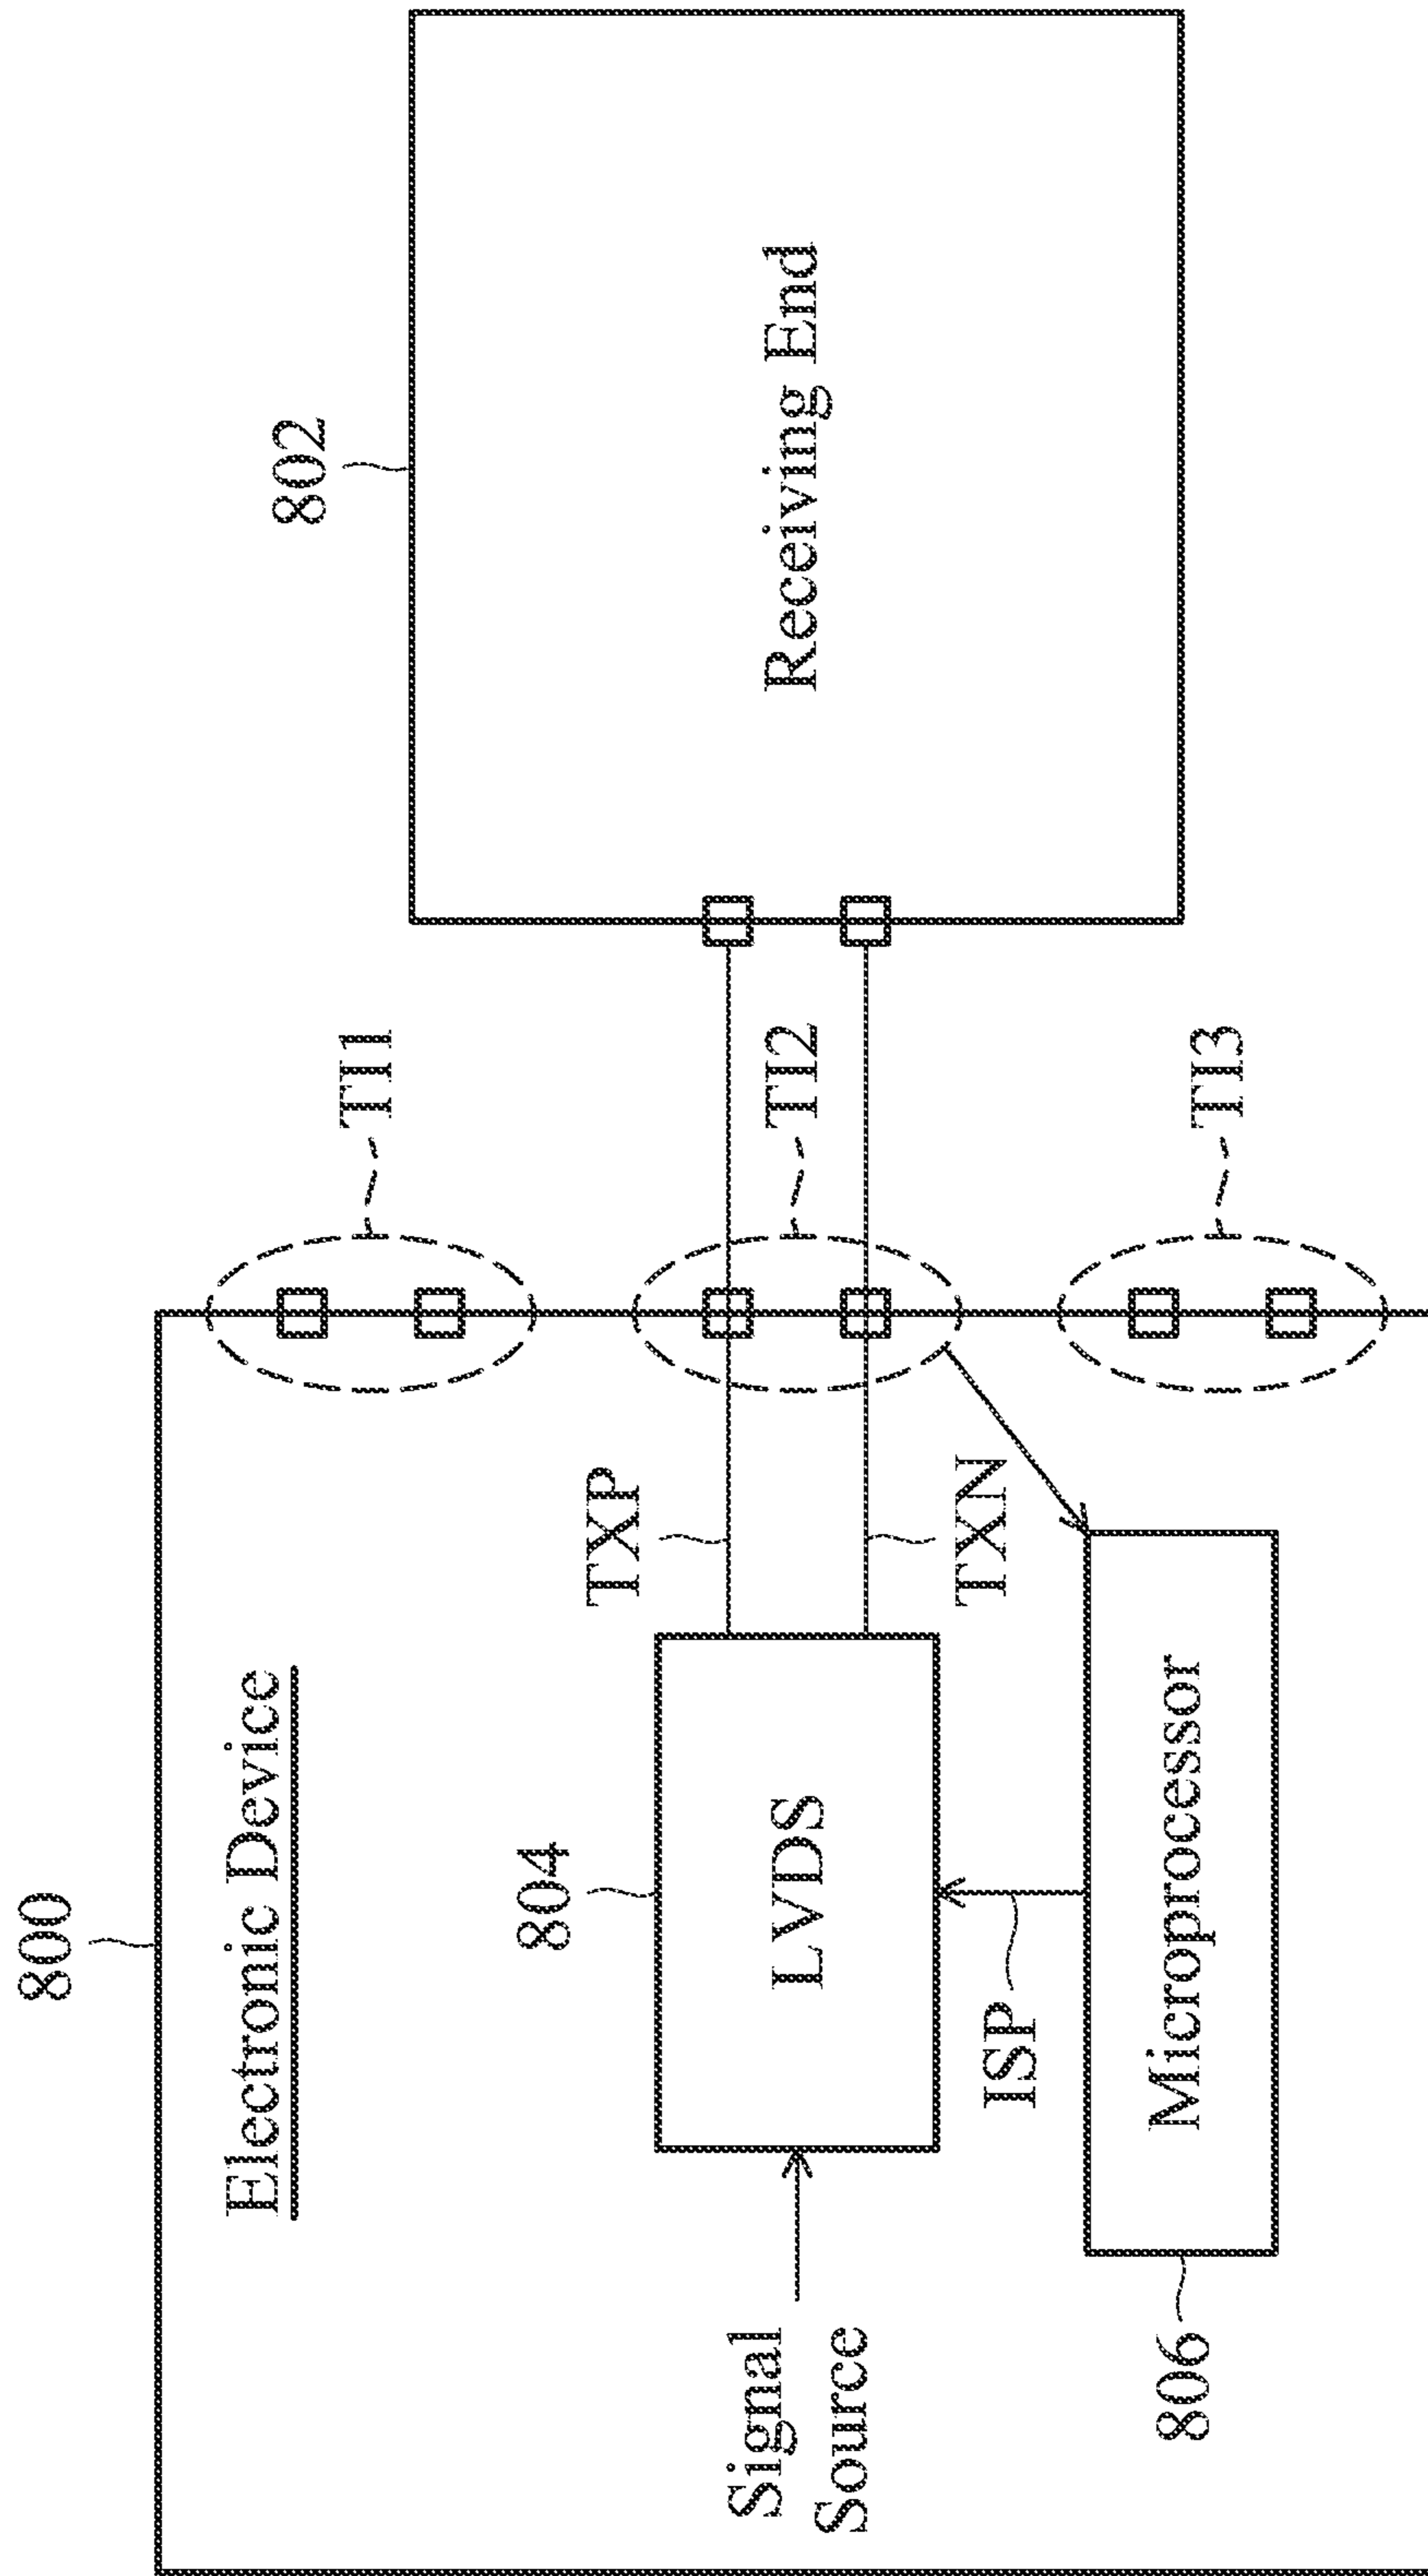 800
Electronic Device
Signal
Source
804
LVDS
TXP
TXN
ISP
Microprocessor
806
TI1
TI2
TI3
802
Receiving End